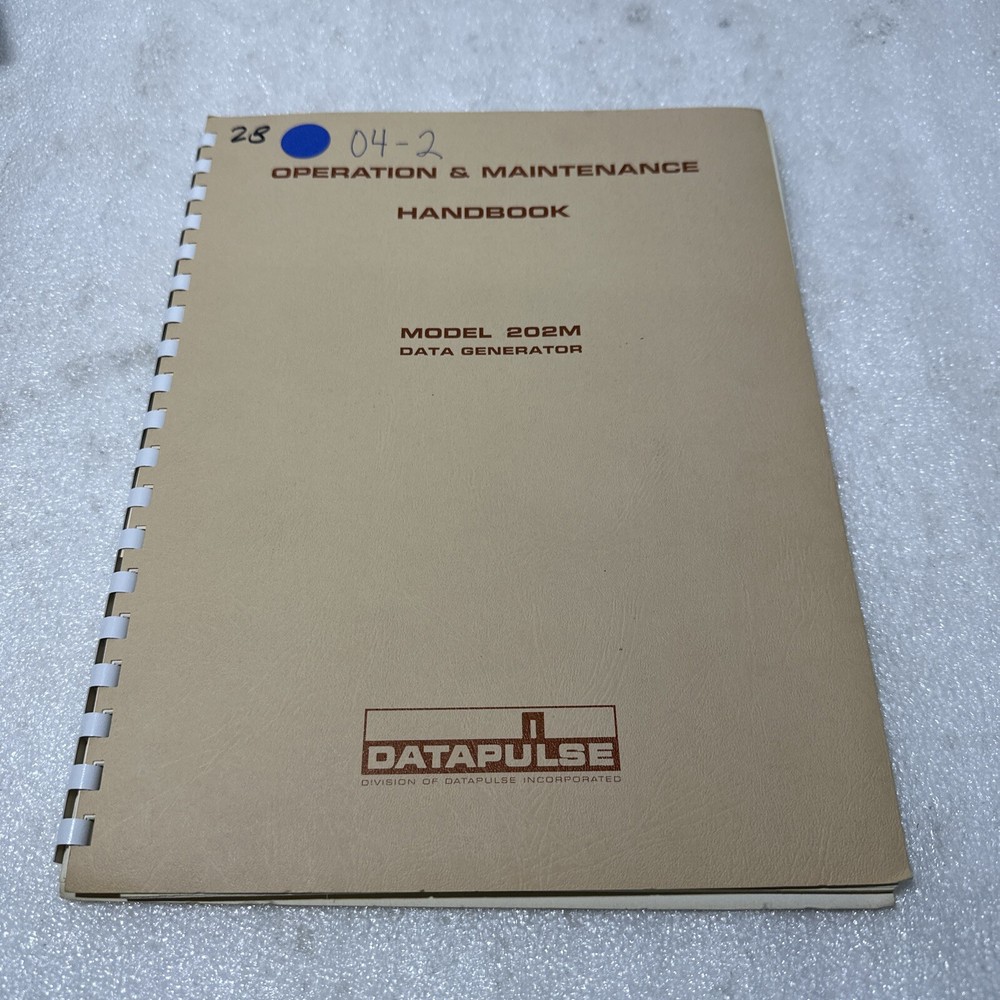 28 04-2
OPERATION & MAINTENANCE
HANDBOOK
MODEL 202M
DATA GENERATOR
DATAPULSE
DIVISION OF DATAPULSE INCORPORATED